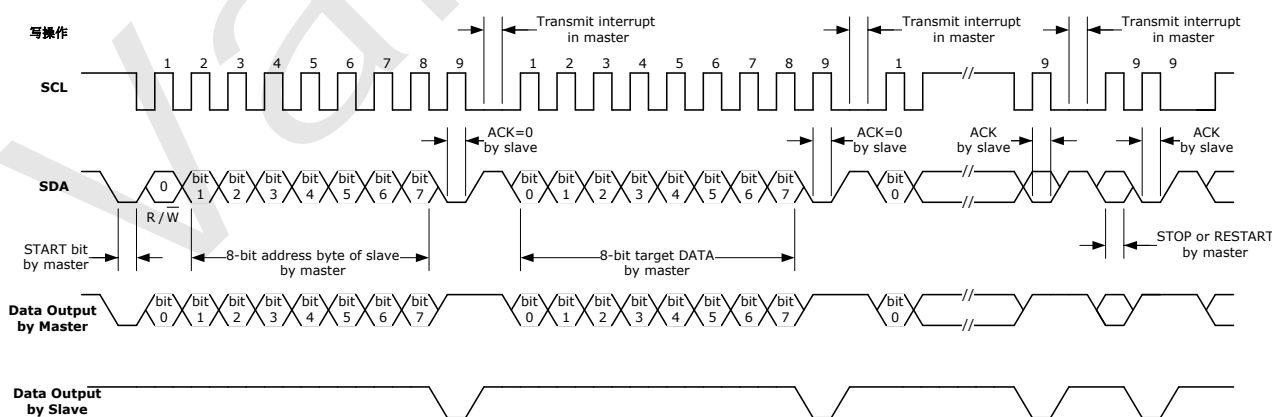 写操作
Transmit interrupt
in master
Transmit interrupt
in master
Transmit interrupt
in master
SCL
1 2 3 4 5 6 7 8 9 1 2 3 4 5 6 7 8 9 1 9 9 9
//
ACK=0
by slave
ACK=0
by slave
ACK
by slave
ACK
by slave
SDA
0 bit 1 bit 2 bit 3 bit 4 bit 5 bit 6 bit 7 bit 0 bit 1 bit 2 bit 3 bit 4 bit 5 bit 6 bit 7 bit 0
//
//
R / W
START bit
by master
8-bit address byte of slave
by master
8-bit target DATA
by master
STOP or RESTART
by master
Data Output
by Master
bit 0 bit 1 bit 2 bit 3 bit 4 bit 5 bit 6 bit 7 bit 0 bit 1 bit 2 bit 3 bit 4 bit 5 bit 6 bit 7 bit 0
//
//
Data Output
by Slave
//